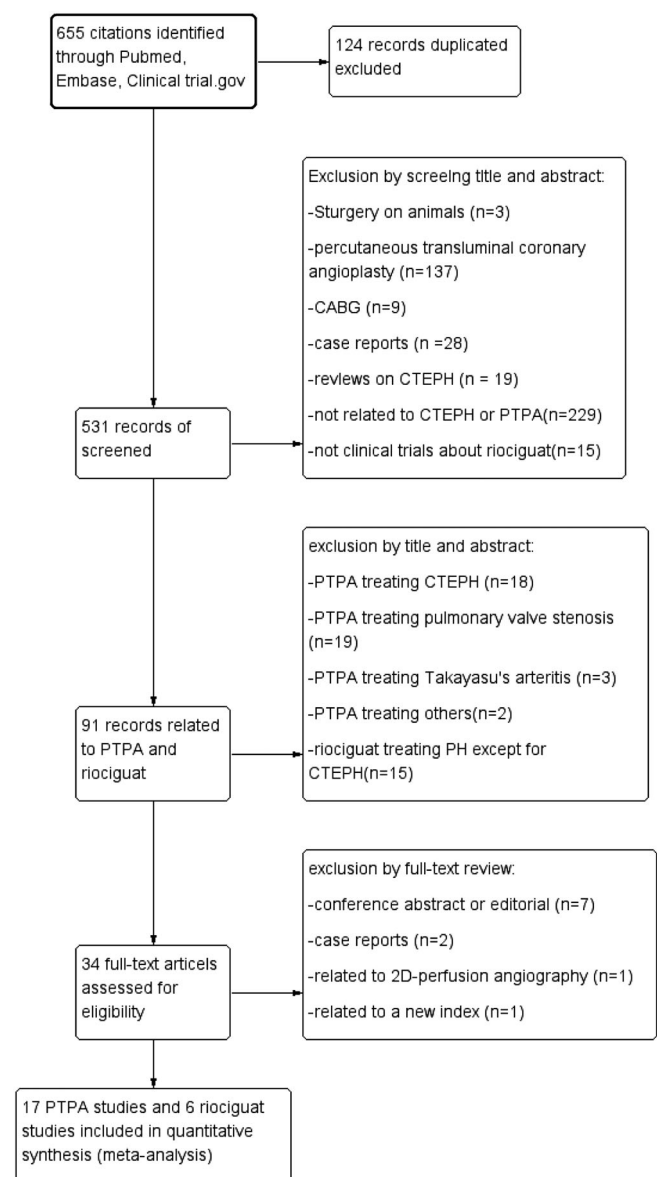 655 citations identified
through Pubmed,
Embase, Clinical trial.gov
124 records duplicated
excluded
Exclusion by screeing title and abstract:
-Sturgery on animals (n=3)
-percutaneous transluminal coronary
angioplasty (n=137)
-CABG (n=9)
-case reports (n =28)
-reviews on CTEPH (n = 19)
-not related to CTEPH or PTPA(n=229)
-not clinical trials about riociguat(n=15)
531 records of
screened
exclusion by title and abstract:
-PTPA treating CTEPH (n=18)
-PTPA treating pulmonary valve stenosis
(n=19)
-PTPA treating Takayasu's arteritis (n=3)
-PTPA treating others(n=2)
-riociguat treating PH except for
CTEPH(n=15)
91 records related
to PTPA and
riociguat
exclusion by full-text review:
-conference abstract or editorial (n=7)
-case reports (n=2)
-related to 2D-perfusion angiography (n=1)
-related to a new index (n=1)
34 full-text articels
assessed for
eligibility
17 PTPA studies and 6 riociguat
studies included in quantitative
synthesis (meta-analysis)